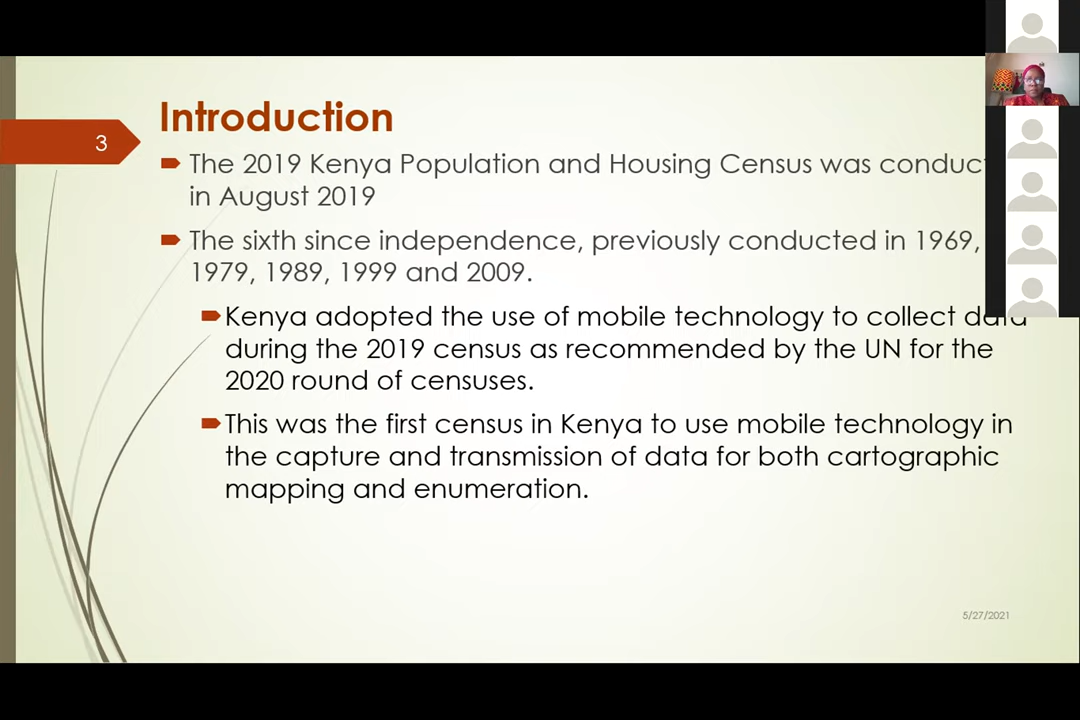 Introduction
3
The 2019 Kenya Population and Housing Census was
in August 2019
The sixth since independence, previously conducted in 1969,
1979, 1989, 1999 and 2009.
Kenya adopted the use of mobile technology to collect data
during the 2019 census as recommended by the UN for the
2020 round of censuses.
This was the first census in Kenya to use mobile technology in
the capture and transmission of data for both cartographic
mapping and enumeration.
5/27/2021